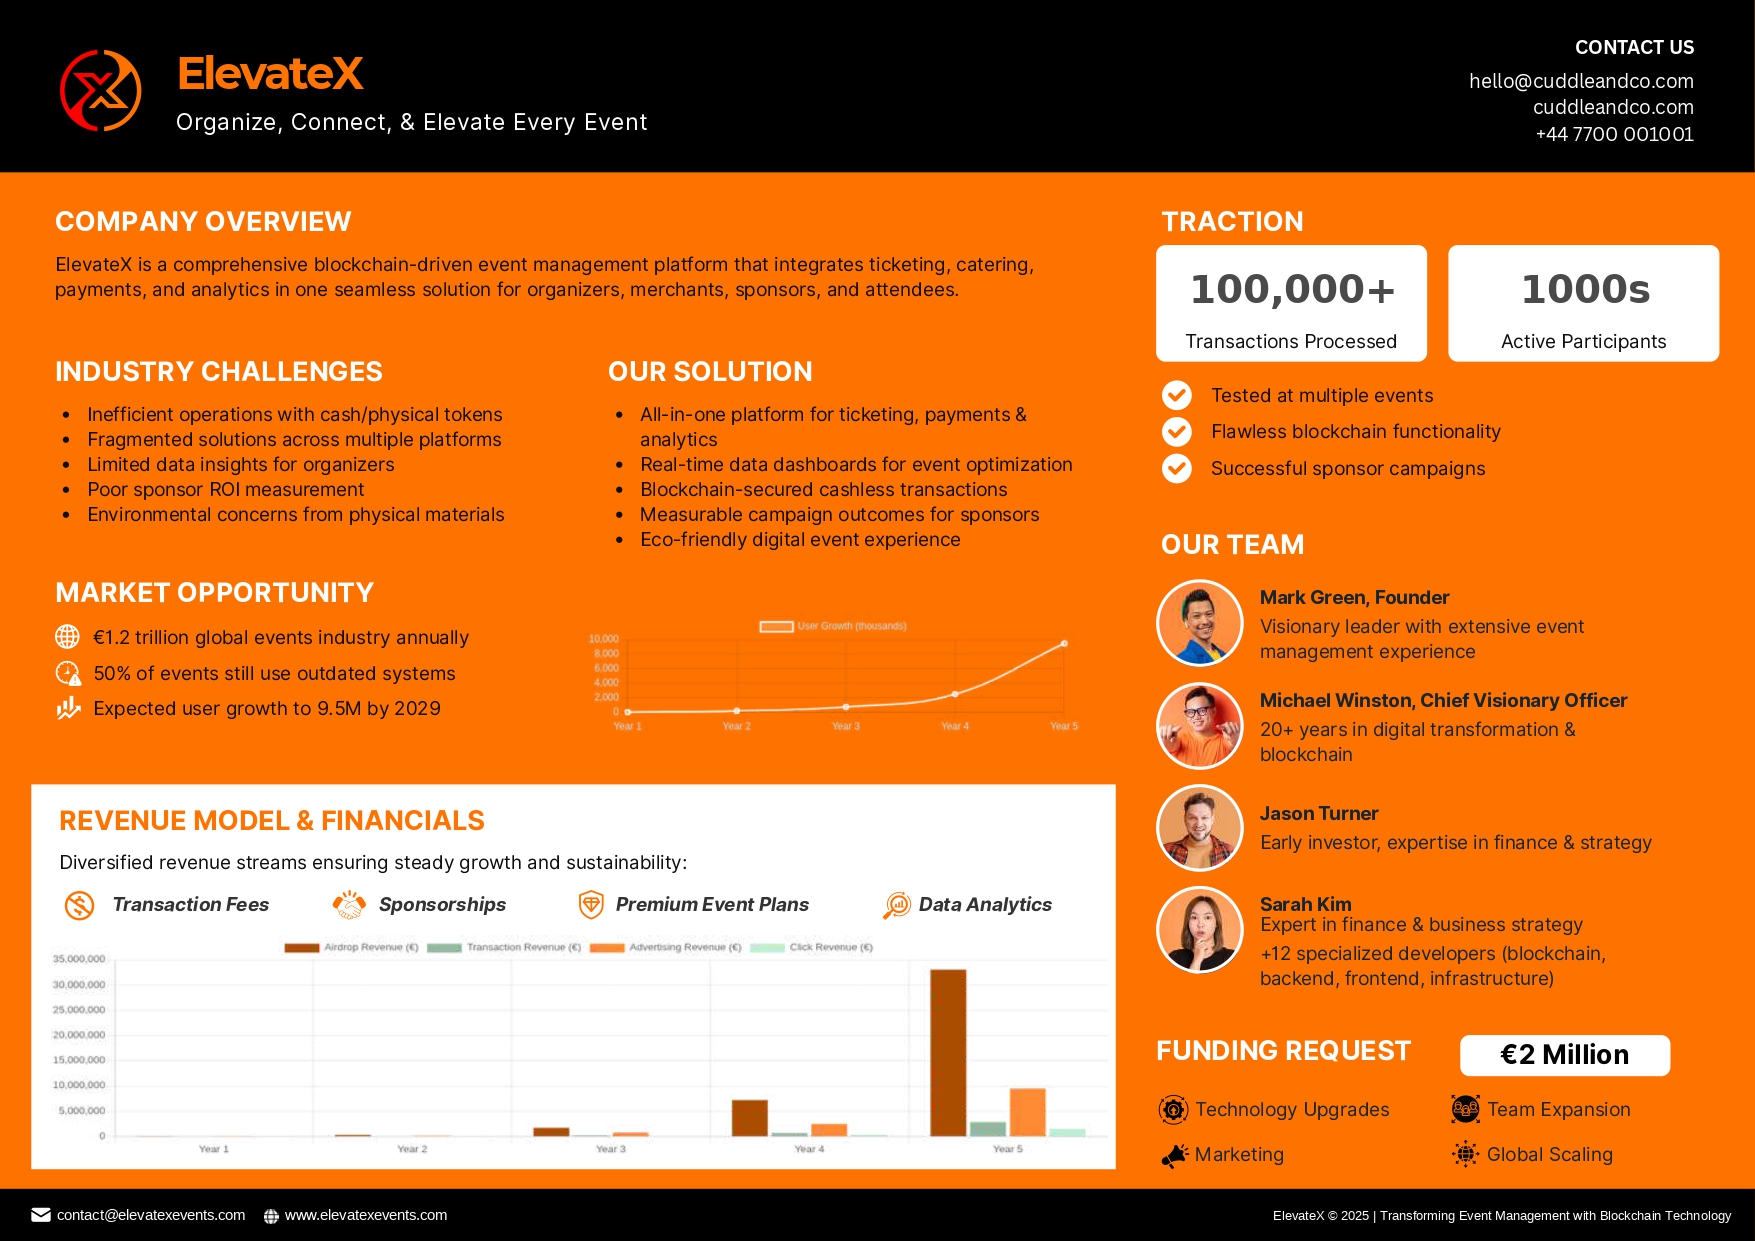 ElevateX
Organize, Connect, & Elevate Every Event
CONTACT US
hello@cuddleandco.com
cuddleandco.com
+44 7700 001001
COMPANY OVERVIEW
ElevateX is a comprehensive blockchain-driven event management platform that integrates ticketing, catering,
payments, and analytics in one seamless solution for organizers, merchants, sponsors, and attendees.
INDUSTRY CHALLENGES
• Inefficient operations with cash/physical tokens
• Fragmented solutions across multiple platforms
• Limited data insights for organizers
• Poor sponsor ROI measurement
• Environmental concerns from physical materials
OUR SOLUTION
• All-in-one platform for ticketing, payments &
analytics
• Real-time data dashboards for event optimization
• Blockchain-secured cashless transactions
• Measurable campaign outcomes for sponsors
• Eco-friendly digital event experience
MARKET OPPORTUNITY
€1.2 trillion global events industry annually
50% of events still use outdated systems
Expected user growth to 9.5M by 2029
User Growth (thousands)
10,000
8,000
6,000
4,000
2,000
0
Year 1 Year 2 Year 3 Year 4 Year 5
REVENUE MODEL & FINANCIALS
Diversified revenue streams ensuring steady growth and sustainability:
Transaction Fees Sponsorships Premium Event Plans Data Analytics
Airdrop Revenue (€) Transaction Revenue (€) Advertising Revenue (€) Click Revenue (€)
35,000,000
30,000,000
25,000,000
20,000,000
15,000,000
10,000,000
5,000,000
0
Year 1 Year 2 Year 3 Year 4 Year 5
TRACTION
100,000+
Transactions Processed
1000s
Active Participants
Tested at multiple events
Flawless blockchain functionality
Successful sponsor campaigns
OUR TEAM
Mark Green, Founder
Visionary leader with extensive event
management experience
Michael Winston, Chief Visionary Officer
20+ years in digital transformation &
blockchain
Jason Turner
Early investor, expertise in finance & strategy
Sarah Kim
Expert in finance & business strategy
+12 specialized developers (blockchain,
backend, frontend, infrastructure)
FUNDING REQUEST
€2 Million
Technology Upgrades
Team Expansion
Marketing
Global Scaling
contact@elevatexevents.com
www.elevatexevents.com
ElevateX © 2025 | Transforming Event Management with Blockchain Technology